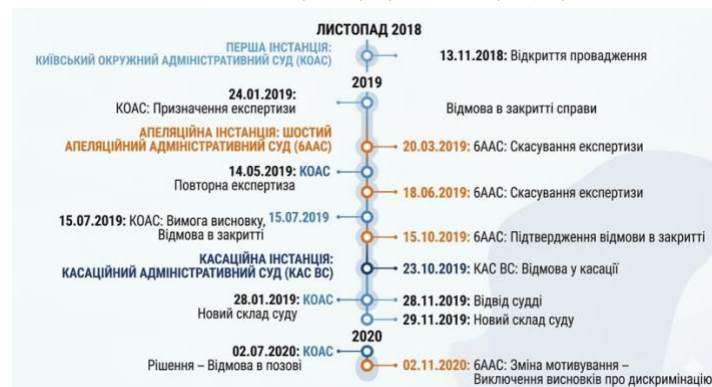 ЛИСТОПАД 2018
ПЕРША ІНСТАНЦІЯ:
КИЇВСЬКИЙ ОКРУЖНИЙ АДМІНІСТРАТИВНИЙ СУД (КОАС)
13.11.2018: Відкриття провадження
2019
24.01.2019:
КОАС: Призначення експертизи
Відмова в закритті справи
АПЕЛЯЦІЙНА ІНСТАНЦІЯ: ШОСТИЙ
АПЕЛЯЦІЙНИЙ АДМІНІСТРАТИВНИЙ СУД (6ААС)
20.03.2019: 6ААС: Скасування експертизи
14.05.2019: КОАС
Повторна експертиза
18.06.2019: 6ААС: Скасування експертизи
15.07.2019: КОАС: Вимога висновку, 15.07.2019
Відмова в закритті
15.10.2019: 6ААС: Підтвердження відмови в закритті
КАСАЦІЙНА ІНСТАНЦІЯ:
КАСАЦІЙНИЙ АДМІНІСТРАТИВНИЙ СУД (КАС ВС)
23.10.2019: КАС ВС: Відмова у касації
28.01.2019: КОАС
Новий склад суду
28.11.2019: Відвід судді
29.11.2019: Новий склад суду
2020
02.07.2020: КОАС
Рішення – Відмова в позові
02.11.2020: 6ААС: Зміна мотивування –
Виключення висновків про дискримінацію